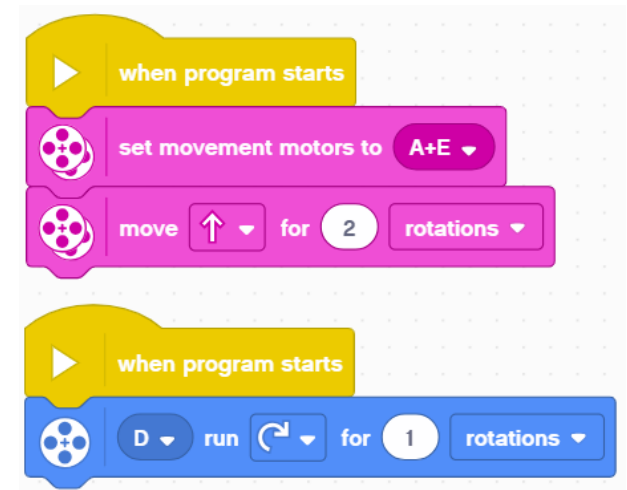 when program starts
set movement motors to A+E
move for 2 rotations
when program starts
D run for 1 rotations